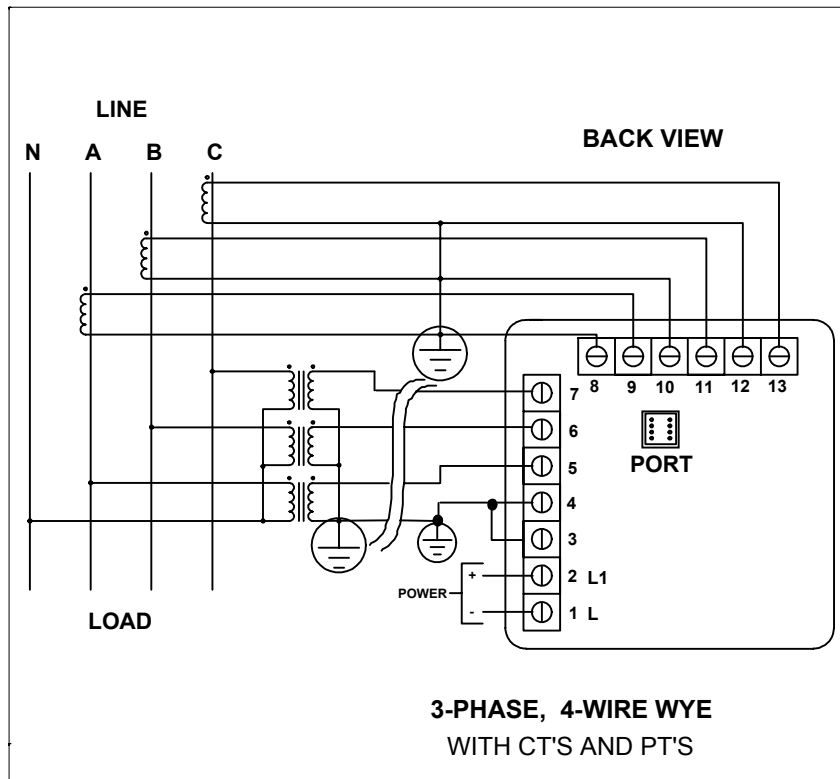 LINE
BACK VIEW
N A B C
8 9 10 11 12 13
7
6
PORT
5
4
3
+ 2 L1
POWER
- 1 L
LOAD
3-PHASE, 4-WIRE WYE
WITH CT'S AND PT'S